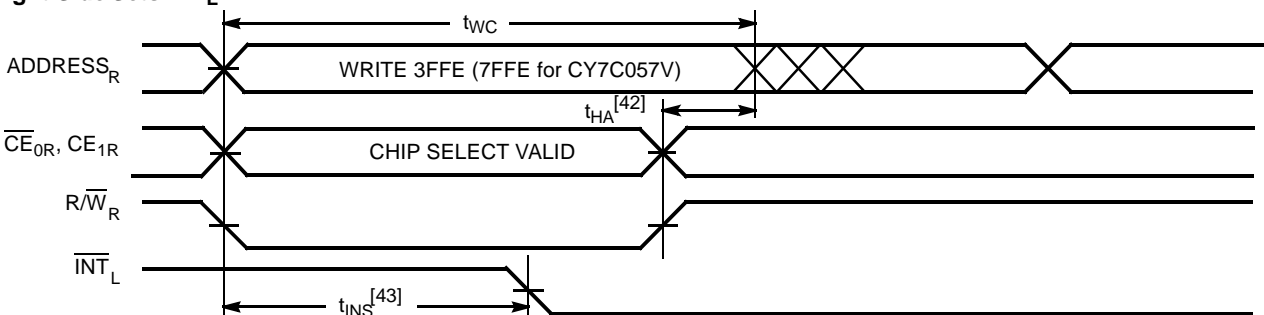 tWC
ADDRESSR
WRITE 3FFE (7FFE for CY7C057V)
tHA[42]
CE0R, CE1R
CHIP SELECT VALID
R/WR
INTL
tINS[43]